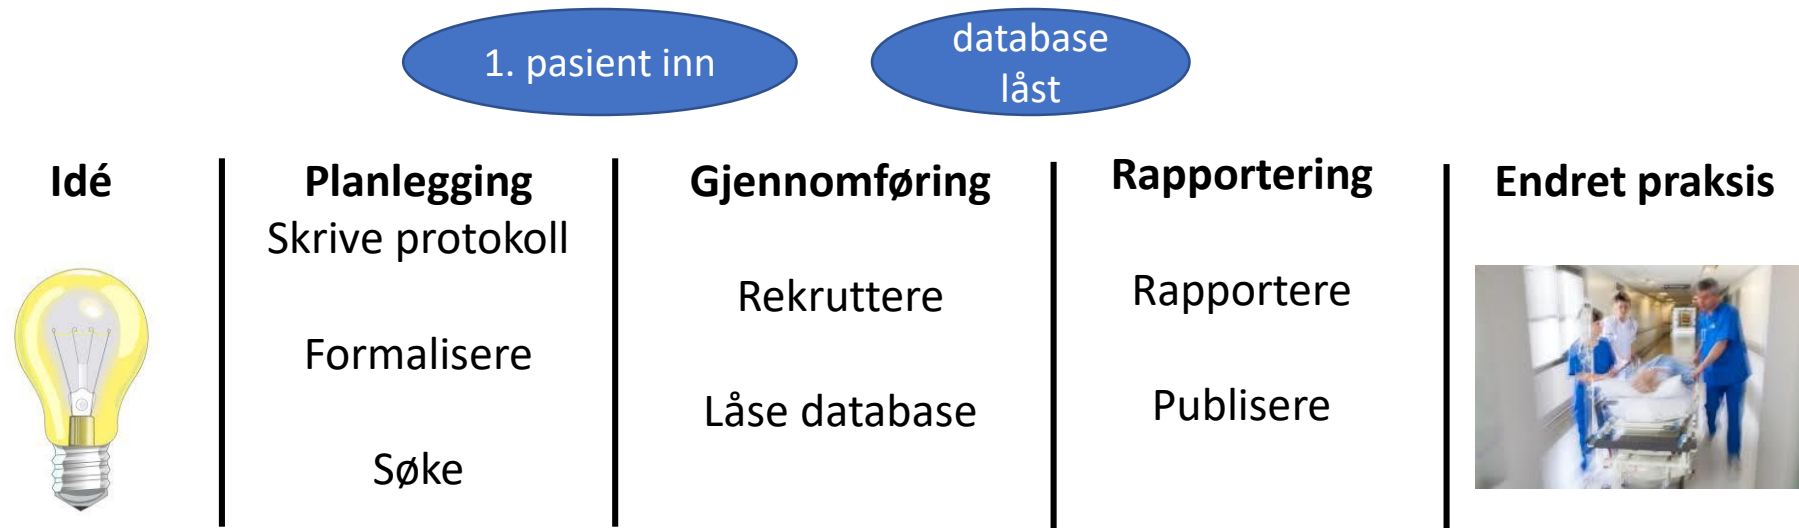 1. pasient inn
database
låst
Idé
Planlegging
Skrive protokoll
Formalisere
Søke
Gjennomføring
Rekruttere
Låse database
Rapportering
Rapportere
Publisere
Endret praksis